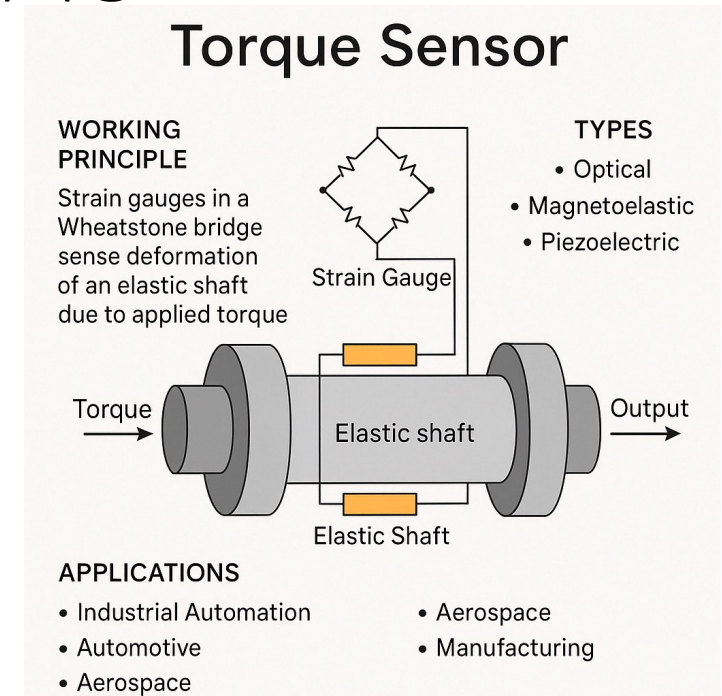 Torque Sensor
WORKING
PRINCIPLE
Strain gauges in a
Wheatstone bridge
sense deformation
of an elastic shaft
due to applied torque
Strain Gauge
TYPES
• Optical
• Magnetoelastic
• Piezoelectric
Torque
Elastic shaft
Output
Elastic Shaft
APPLICATIONS
• Industrial Automation
• Automotive
• Aerospace
• Aerospace
• Manufacturing